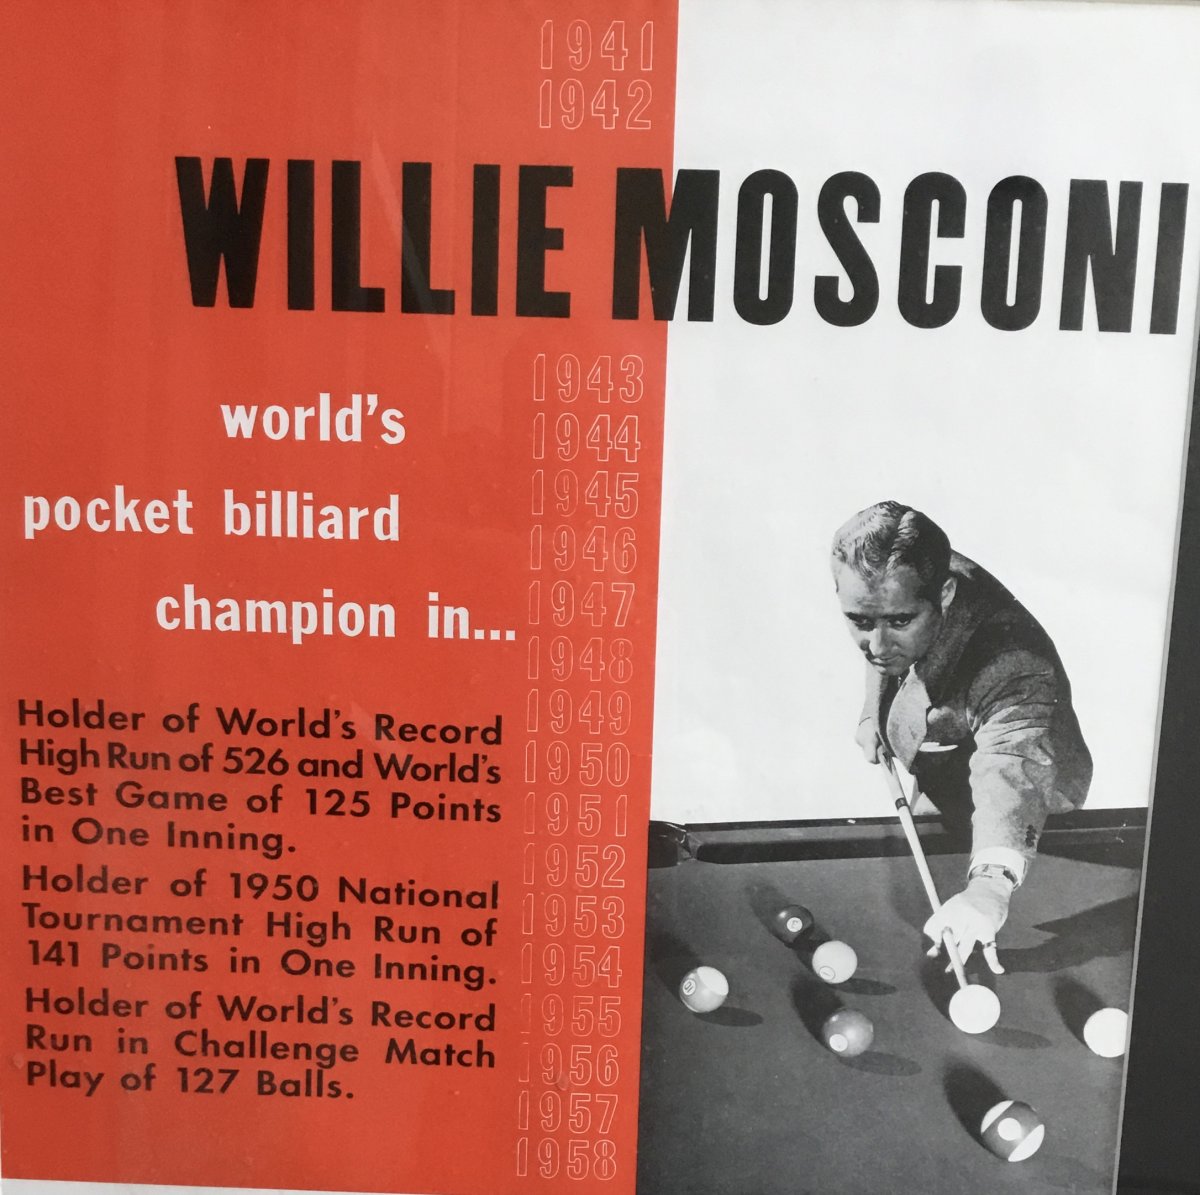 1941
1942
WILLIE MOSCONI
world's
pocket billiard
champion in...
1943
1944
1945
1946
1947
1948
1949
1950
1951
1952
1953
1954
1955
1956
1957
1958
Holder of World's Record
High Run of 526 and World's
Best Game of 125 Points
in One Inning.
Holder of 1950 National
Tournament High Run of
141 Points in One Inning.
Holder of World's Record
Run in Challenge Match
Play of 127 Balls.